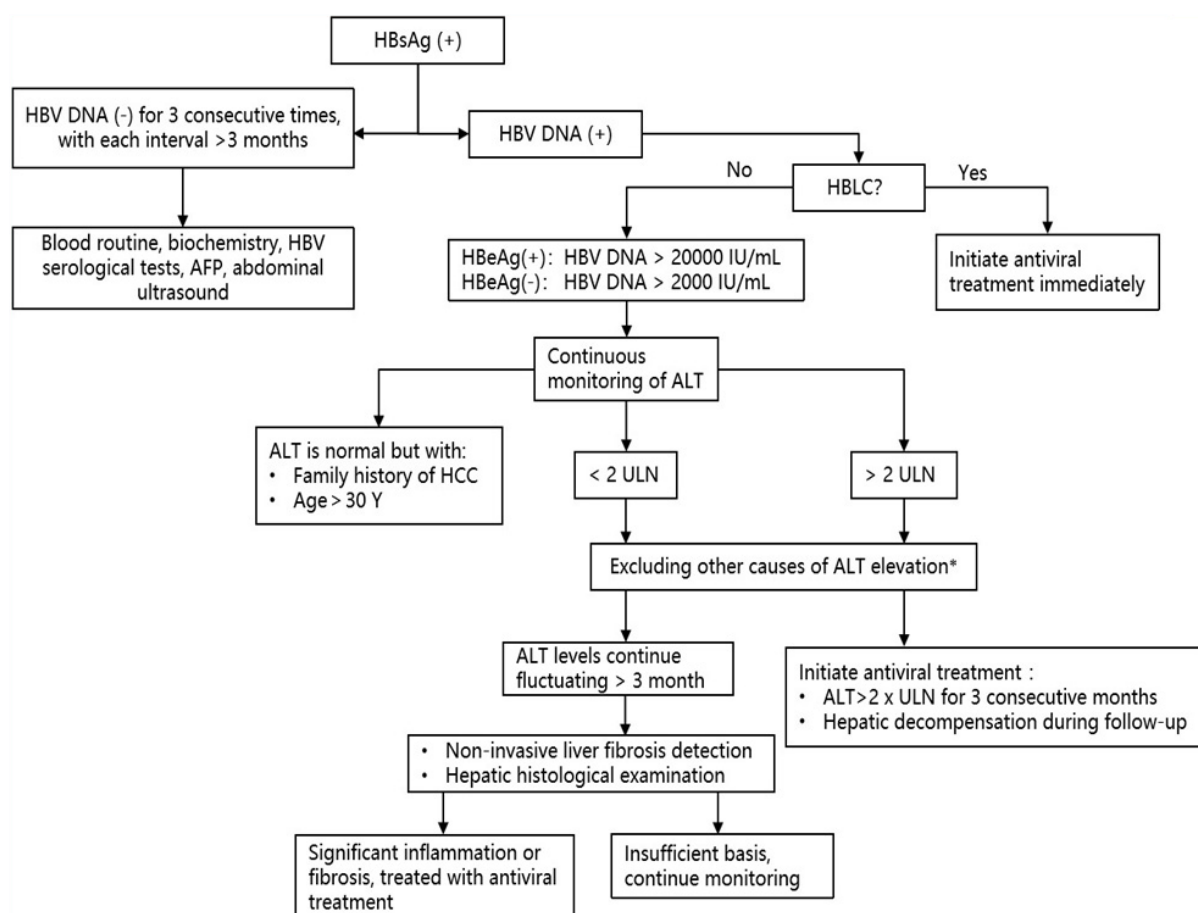 HBsAg (+)
HBV DNA (-) for 3 consecutive times,
with each interval >3 months
HBV DNA (+)
No
HBLC?
Yes
Blood routine, biochemistry, HBV
serological tests, AFP, abdominal
ultrasound
HBeAg(+): HBV DNA > 20000 IU/mL
HBeAg(-): HBV DNA > 2000 IU/mL
Initiate antiviral
treatment immediately
Continuous
monitoring of ALT
ALT is normal but with:
• Family history of HCC
• Age > 30 Y
< 2 ULN
> 2 ULN
Excluding other causes of ALT elevation*
ALT levels continue
fluctuating > 3 month
Initiate antiviral treatment :
• ALT>2 x ULN for 3 consecutive months
• Hepatic decompensation during follow-up
• Non-invasive liver fibrosis detection
• Hepatic histological examination
Significant inflammation or
fibrosis, treated with antiviral
treatment
Insufficient basis,
continue monitoring